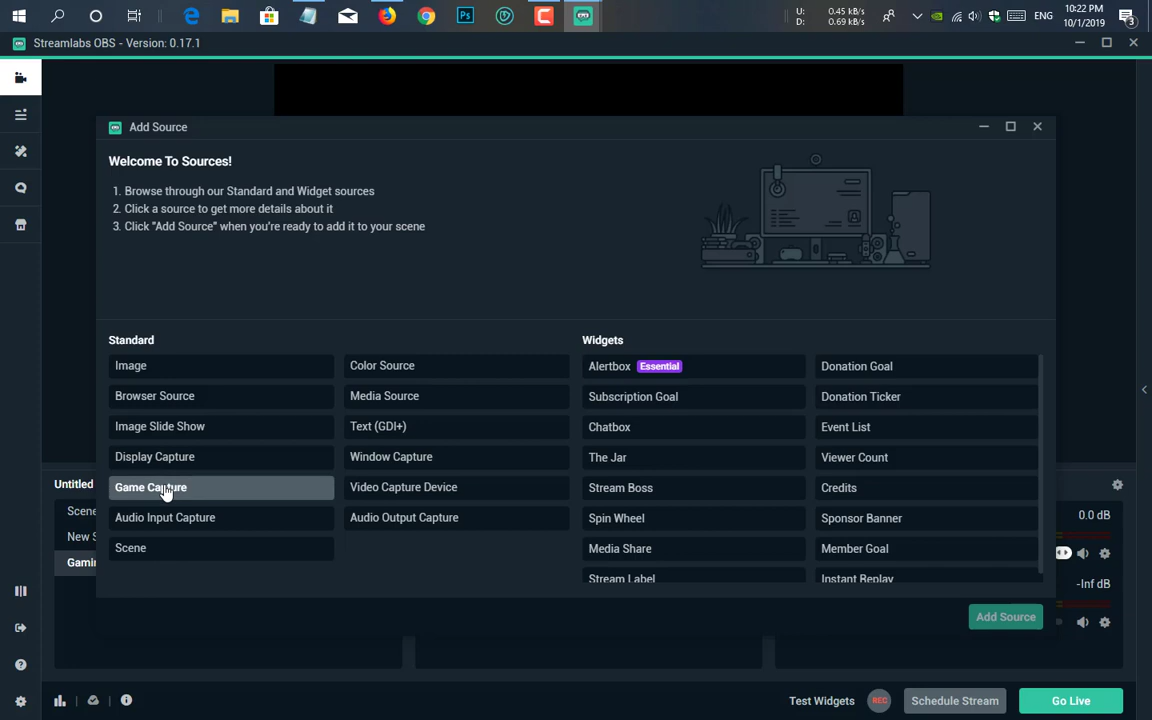 U: 0.45 kB/s
D: 0.69 kB/s
ENG
10:22 PM
10/1/2019
3
Streamlabs OBS - Version: 0.17.1
Add Source
Welcome To Sources!
1. Browse through our Standard and Widget sources
2. Click a source to get more details about it
3. Click "Add Source" when you're ready to add it to your scene
Standard
Widgets
Image
Color Source
Alertbox Essential
Donation Goal
Browser Source
Media Source
Subscription Goal
Donation Ticker
Image Slide Show
Text (GDI+)
Chatbox
Event List
Display Capture
Window Capture
The Jar
Viewer Count
Game Capture
Video Capture Device
Stream Boss
Credits
Audio Input Capture
Audio Output Capture
Spin Wheel
Sponsor Banner
Scene
Media Share
Member Goal
Stream Label
Instant Replay
Untitled
Scene
New S
Gamin
0.0 dB
-Inf dB
Add Source
Test Widgets
REC
Schedule Stream
Go Live